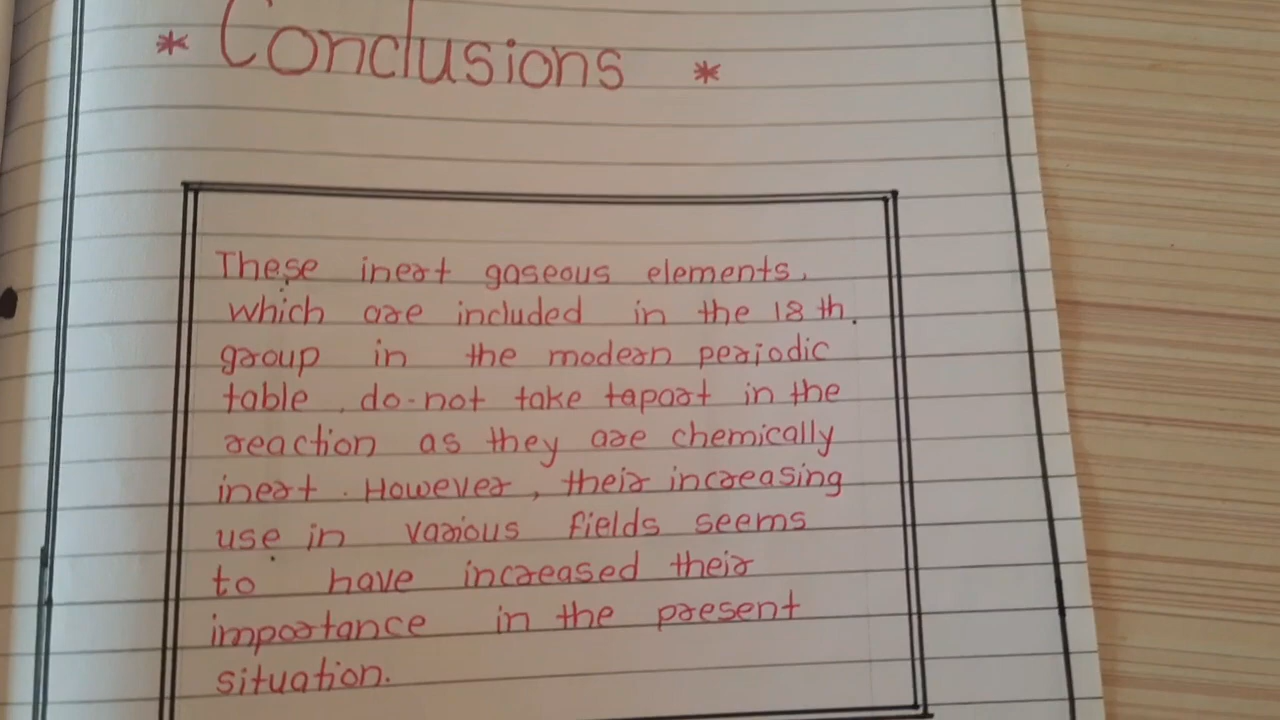 * Conclusions *
These inert gaseous elements,
which are included in the 18 th.
group in the modern periodic
table, do-not take tapart in the
reaction as they are chemically
inert. However, their increasing
use in various fields seems
to have increased their
importance in the present
situation.